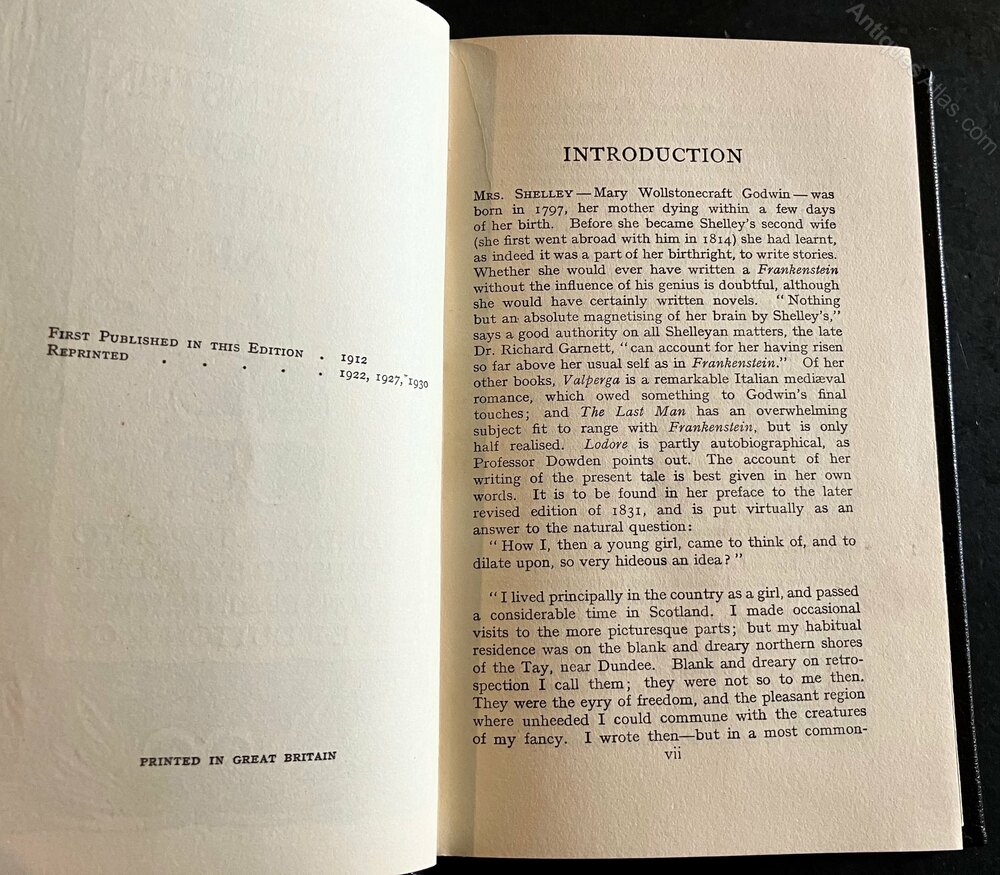 FIRST PUBLISHED IN THIS EDITION . 1912
REPRINTED . . . . . 1922, 1927, 1930
PRINTED IN GREAT BRITAIN
INTRODUCTION
MRS. SHELLEY — Mary Wollstonecraft Godwin — was
born in 1797, her mother dying within a few days
of her birth. Before she became Shelley's second wife
(she first went abroad with him in 1814) she had learnt,
as indeed it was a part of her birthright, to write stories.
Whether she would ever have written a Frankenstein
without the influence of his genius is doubtful, although
she would have certainly written novels. "Nothing
but an absolute magnetising of her brain by Shelley's,"
says a good authority on all Shelleyan matters, the late
Dr. Richard Garnett, "can account for her having risen
so far above her usual self as in Frankenstein." Of her
other books, Valperga is a remarkable Italian mediæval
romance, which owed something to Godwin's final
touches; and The Last Man has an overwhelming
subject fit to range with Frankenstein, but is only
half realised. Lodore is partly autobiographical, as
Professor Dowden points out. The account of her
writing of the present tale is best given in her own
words. It is to be found in her preface to the later
revised edition of 1831, and is put virtually as an
answer to the natural question:
"How I, then a young girl, came to think of, and to
dilate upon, so very hideous an idea?"
"I lived principally in the country as a girl, and passed
a considerable time in Scotland. I made occasional
visits to the more picturesque parts; but my habitual
residence was on the blank and dreary northern shores
of the Tay, near Dundee. Blank and dreary on retro-
spection I call them; they were not so to me then.
They were the eyry of freedom, and the pleasant region
where unheeded I could commune with the creatures
of my fancy. I wrote then—but in a most common-
vii
AntiquesAtlas.com